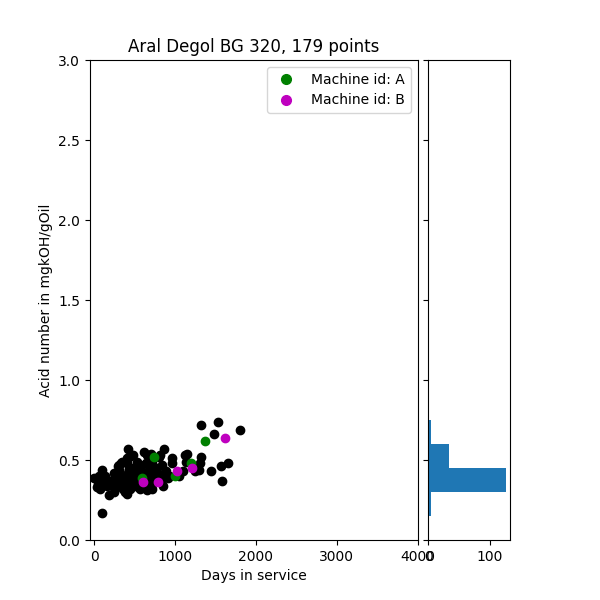 Aral Degol BG 320, 179 points
Machine id: A
Machine id: B
Acid number in mgkOH/gOil
3.0
2.5
2.0
1.5
1.0
0.5
0.0
0 1000 2000 3000 4000
0 100
Days in service